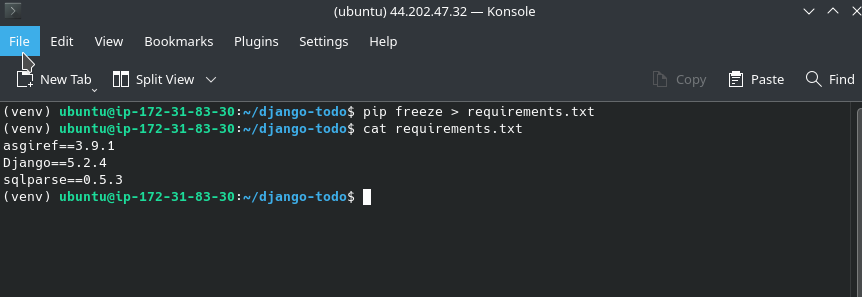 (ubuntu) 44.202.47.32 — Konsole
File Edit View Bookmarks Plugins Settings Help
New Tab Split View Copy Paste Find
(venv) ubuntu@ip-172-31-83-30:~/django-todo$ pip freeze > requirements.txt
(venv) ubuntu@ip-172-31-83-30:~/django-todo$ cat requirements.txt
asgiref==3.9.1
Django==5.2.4
sqlparse==0.5.3
(venv) ubuntu@ip-172-31-83-30:~/django-todo$